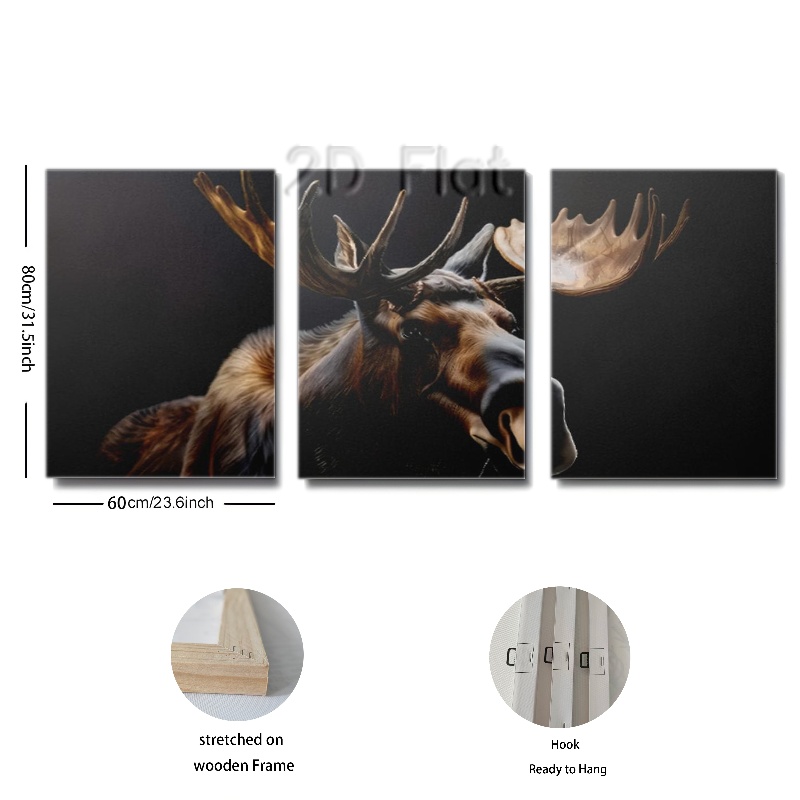 2D Flat
80cm/31.5inch
60cm/23.6inch
stretched on
wooden Frame
Hook
Ready to Hang